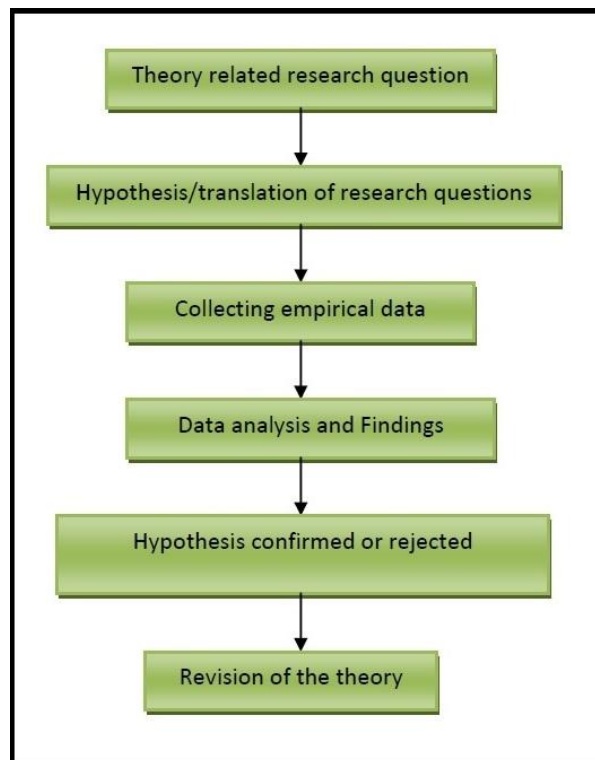 Theory related research question
Hypothesis/translation of research questions
Collecting empirical data
Data analysis and Findings
Hypothesis confirmed or rejected
Revision of the theory